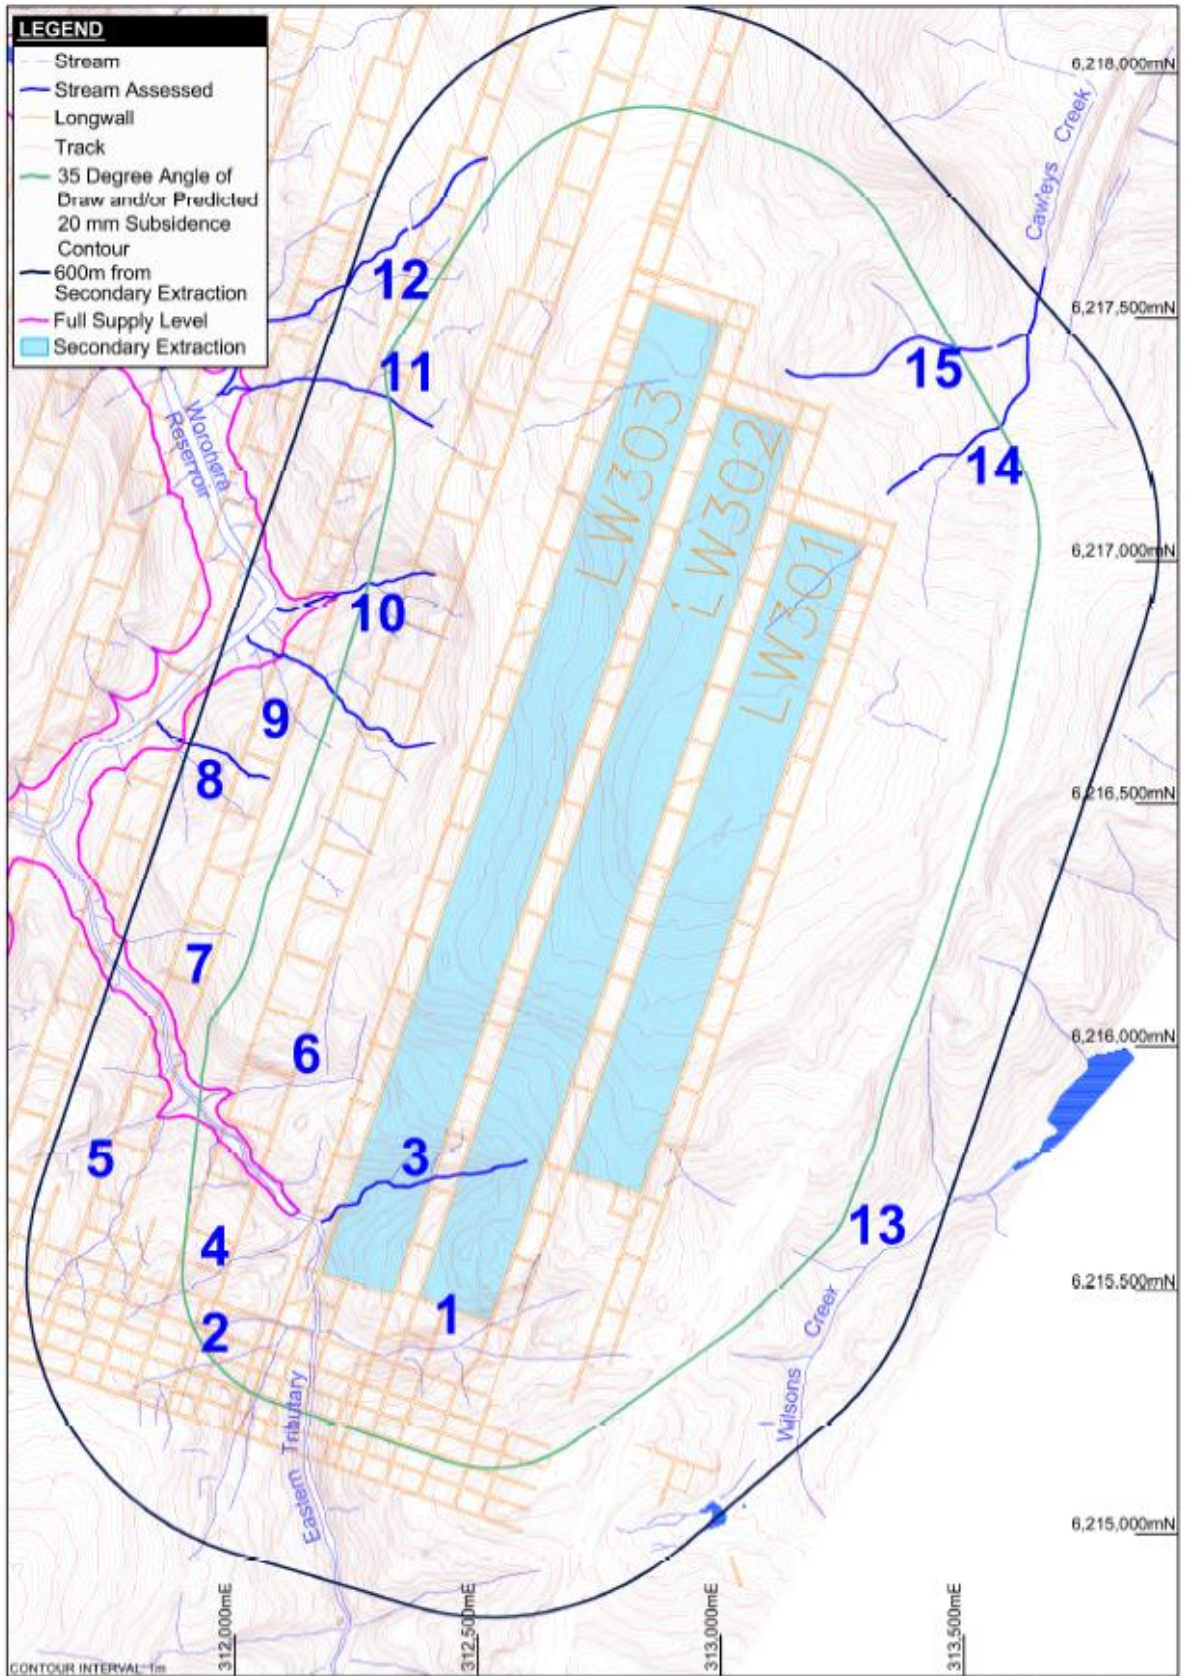 LEGEND
Stream
Stream Assessed
Longwall
Track
35 Degree Angle of
Draw and/or Predicted
20 mm Subsidence
Contour
600m from
Secondary Extraction
Full Supply Level
Secondary Extraction
6,218,000mN
Cawleys Creek
12
6,217,500mN
11
15
Woronora
Reservoir
LW303
LW302
14
LW301
6,217,000mN
10
9
8
6,216,500mN
7
6
6,216,000mN
5
3
13
4
6,215,500mN
1
2
Wilsons Creer
Eastern Tributary
6,215,000mN
312,000mE
312,500mE
313,000mE
313,500mE
CONTOUR INTERVAL 1m